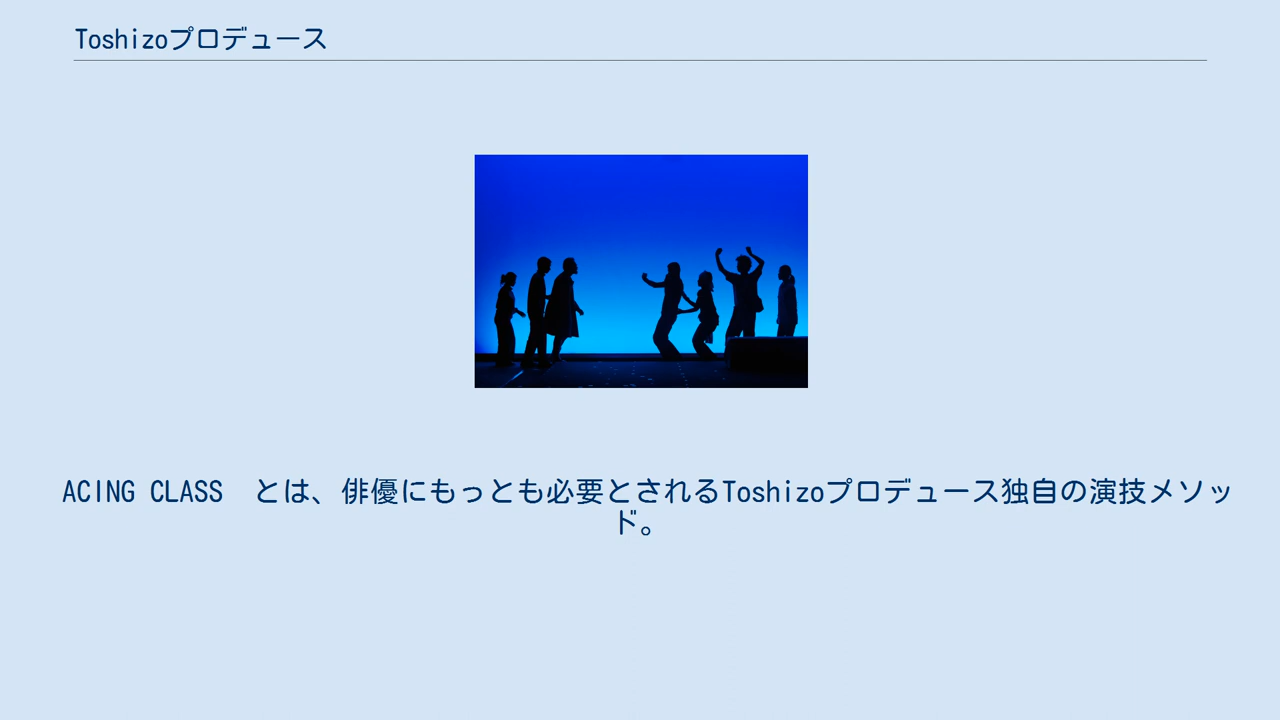 Toshizoプロデュース
ACING CLASS　とは、俳優にもっとも必要とされるToshizoプロデュース独自の演技メソッ
ド。